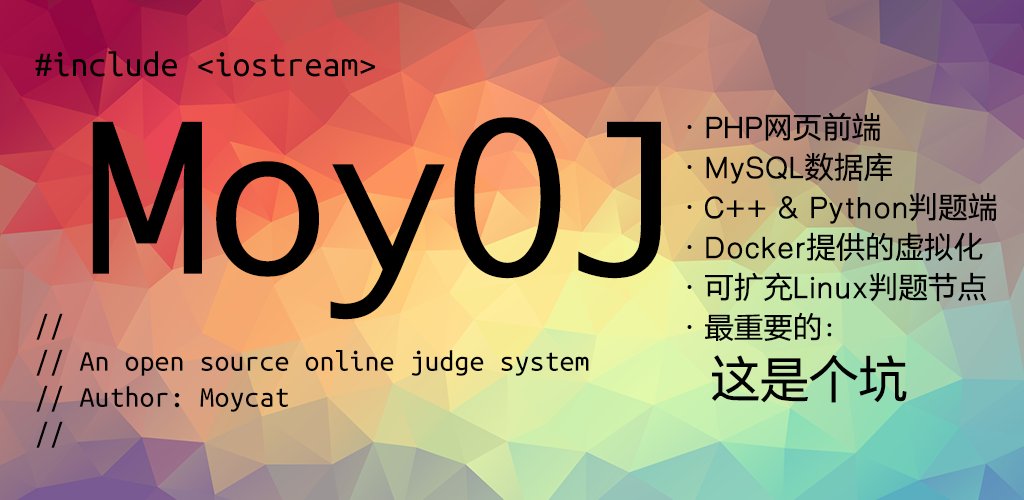 #include <iostream>
MoyOJ
//
// An open source online judge system
// Author: Moycat
//
· PHP网页前端
· MySQL数据库
· C++ & Python判题端
· Docker提供的虚拟化
· 可扩充Linux判题节点
· 最重要的:
这是个坑